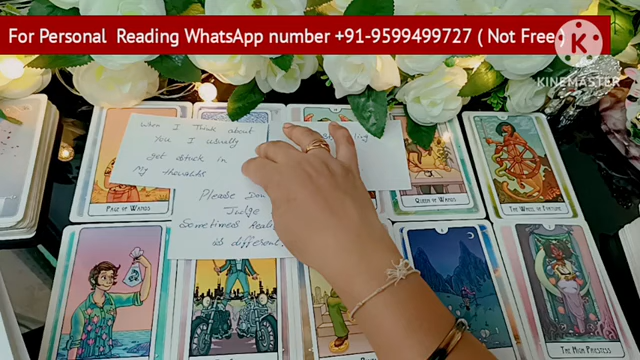 For Personal Reading WhatsApp number +91-9599499727 ( Not Free )
KINEMASTER
When I Think about
You I usually
Get stuck in
My thoughts
Please Don
Judge
Sometimes Reali
is different.
ling
PAGE OF WANDS
QUEEN OF WANDS
THE WHEEL OF FORTUNE
THE HIGH PRIESTESS